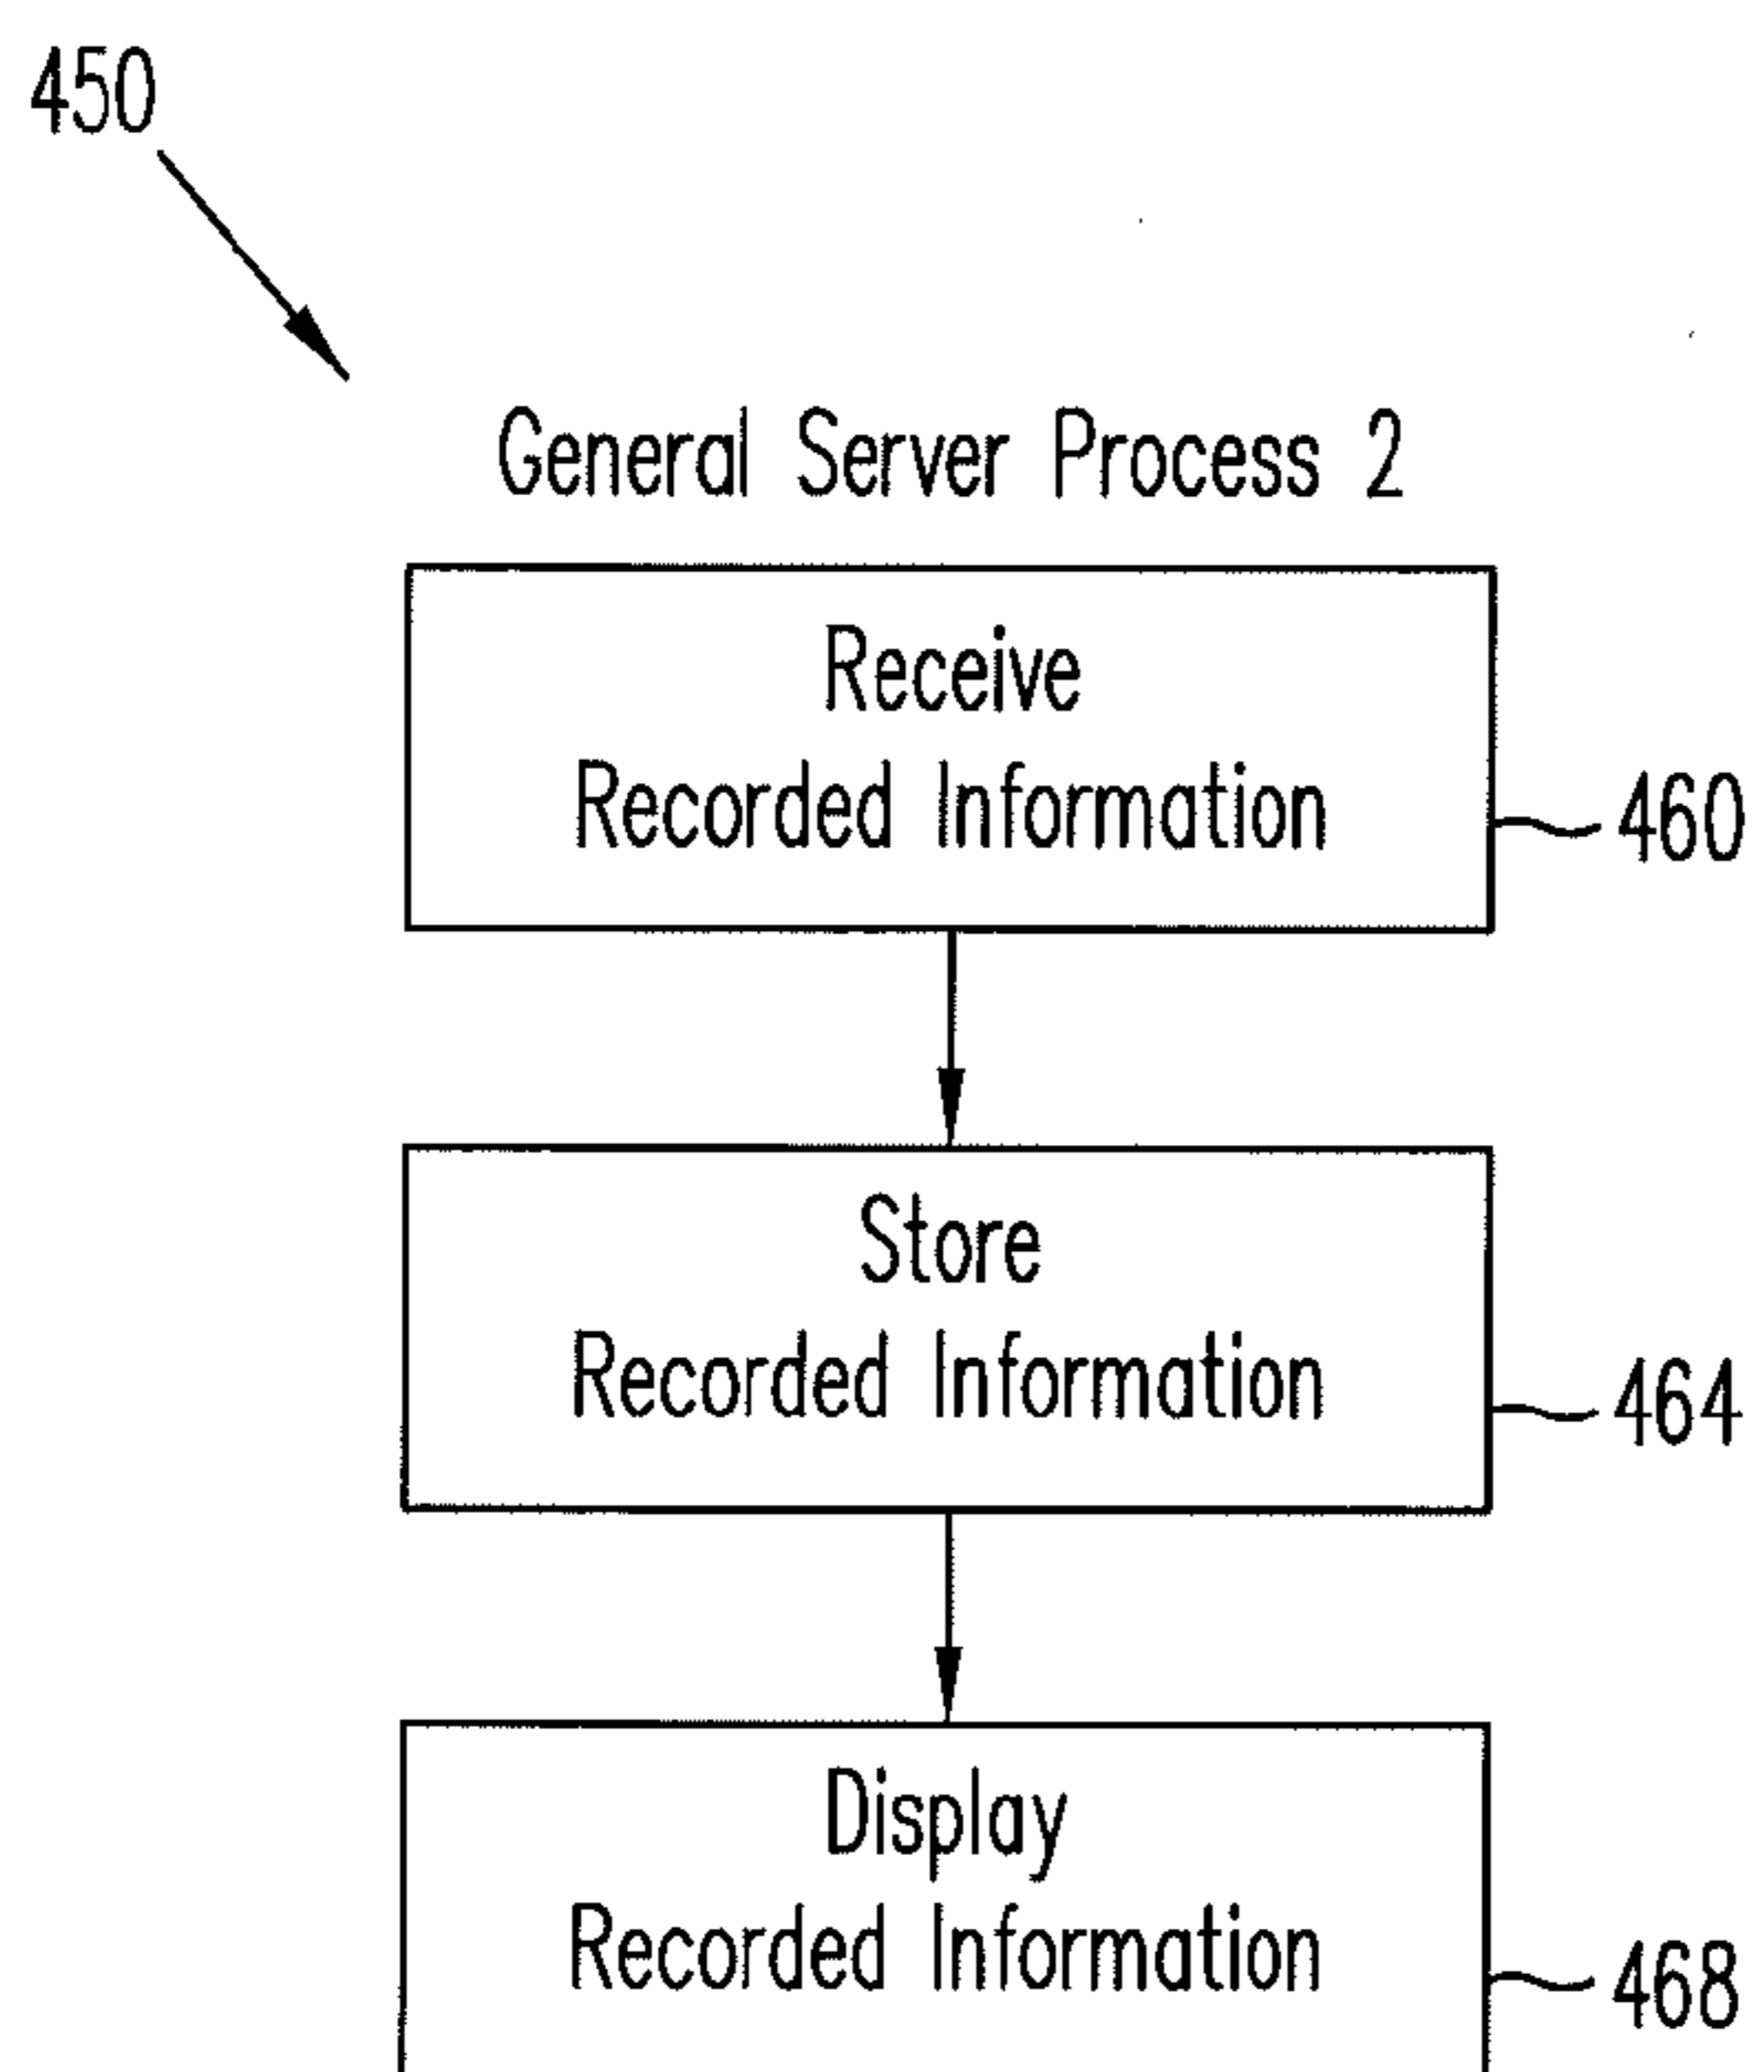 450
General Server Process 2
Receive
Recorded Information
460
Store
Recorded Information
464
Display
Recorded Information
468